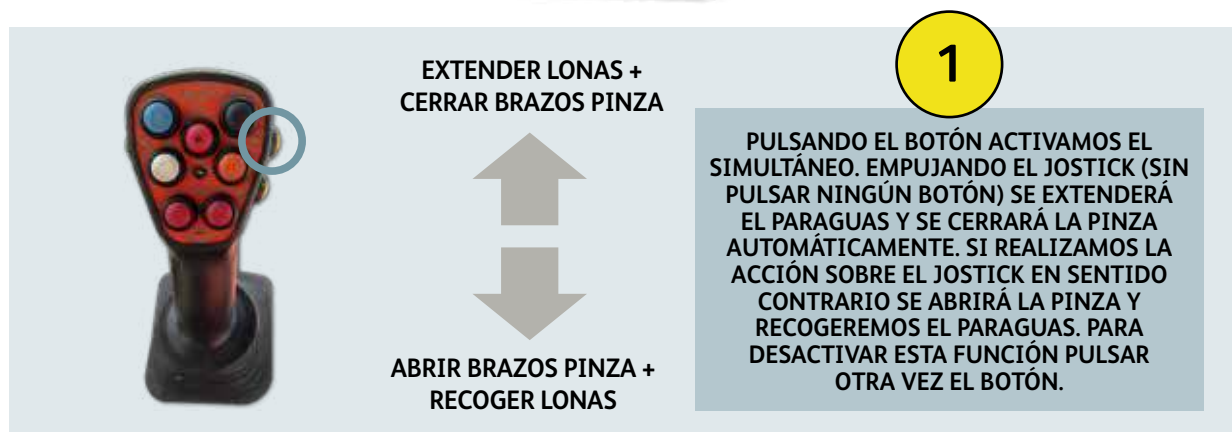 EXTENDER LONAS +
CERRAR BRAZOS PINZA
ABRIR BRAZOS PINZA +
RECOGER LONAS
1
PULSANDO EL BOTÓN ACTIVAMOS EL
SIMULTÁNEO. EMPUJANDO EL JOSTICK (SIN
PULSAR NINGÚN BOTÓN) SE EXTENDERÁ
EL PARAGUAS Y SE CERRARÁ LA PINZA
AUTOMÁTICAMENTE. SI REALIZAMOS LA
ACCIÓN SOBRE EL JOSTICK EN SENTIDO
CONTRARIO SE ABRIRÁ LA PINZA Y
RECOGEREMOS EL PARAGUAS. PARA
DESACTIVAR ESTA FUNCIÓN PULSAR
OTRA VEZ EL BOTÓN.